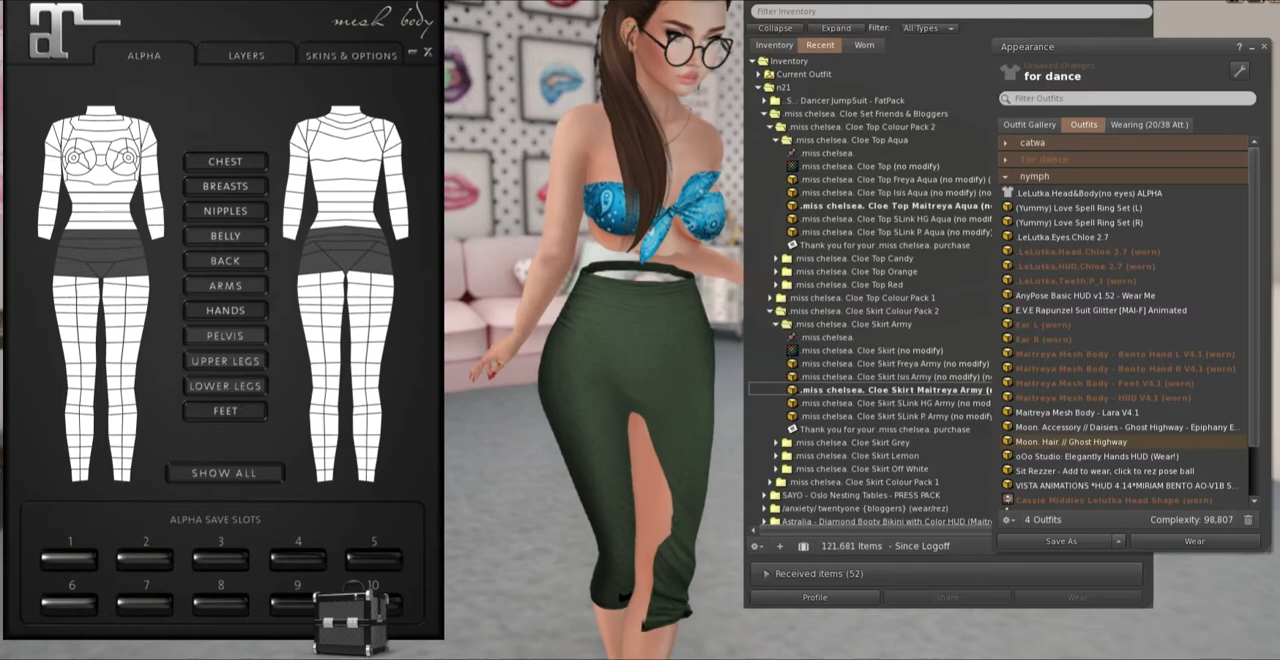 mesh body
ALPHA
LAYERS
SKINS & OPTIONS
X
CHEST
BREASTS
NIPPLES
BELLY
BACK
ARMS
HANDS
PELVIS
UPPER LEGS
LOWER LEGS
FEET
SHOW ALL
ALPHA SAVE SLOTS
1 2 3 4 5
6 7 8 9 10
Filter Inventory
Collapse Expand Filter: All Types
Inventory Recent Worn
Inventory
Current Outfit
n21
..S.. Dancer JumpSuit - FatPack
.miss chelsea. Cloe Set Friends & Bloggers
.miss chelsea. Cloe Top Colour Pack 2
.miss chelsea. Cloe Top Aqua
.miss chelsea.
.miss chelsea. Cloe Top (no modify)
.miss chelsea. Cloe Top Freya Aqua (no modify) (
.miss chelsea. Cloe Top Isis Aqua (no modify) (no
.miss chelsea. Cloe Top Maitreya Aqua (n
.miss chelsea. Cloe Top SLink HG Aqua (no modif
.miss chelsea. Cloe Top SLink P. Aqua (no modify
Thank you for your .miss chelsea. purchase
.miss chelsea. Cloe Top Candy
.miss chelsea. Cloe Top Orange
.miss chelsea. Cloe Top Red
.miss chelsea. Cloe Top Colour Pack 1
.miss chelsea. Cloe Skirt Colour Pack 2
.miss chelsea. Cloe Skirt Army
.miss chelsea.
.miss chelsea. Cloe Skirt (no modify)
.miss chelsea. Cloe Skirt Freya Army (no modify)
.miss chelsea. Cloe Skirt Isis Army (no modify) (n
.miss chelsea. Cloe Skirt Maitreya Army (
.miss chelsea. Cloe Skirt SLink HG Army (no mod
.miss chelsea. Cloe Skirt SLink P. Army (no modif
Thank you for your .miss chelsea. purchase
.miss chelsea. Cloe Skirt Grey
.miss chelsea. Cloe Skirt Lemon
.miss chelsea. Cloe Skirt Off White
.miss chelsea. Cloe Skirt Colour Pack 1
SAYO - Oslo Nesting Tables - PRESS PACK
/anxiety/ twentyone {bloggers} (wear/rez)
Astralia - Diamond Booty Bikini with Color HUD (Maitre
121,681 Items - Since Logoff
Received items (52)
Profile Share Wear
Appearance
?
Unsaved changes
for dance
Filter Outfits
Outfit Gallery Outfits Wearing (20/38 Att.)
catwa
for dance
nymph
.LeLutka.Head&Body(no eyes) ALPHA
(Yummy) Love Spell Ring Set (L)
(Yummy) Love Spell Ring Set (R)
.LeLutka.Eyes.Chloe 2.7
.LeLutka.Head.Chloe 2.7 (worn)
.LeLutka.HUD.Chloe 2.7 (worn)
.LeLutka.Teeth.P_1 (worn)
AnyPose Basic HUD v1.52 - Wear Me
E.V.E Rapunzel Suit Glitter [MAI-F] Animated
Ear L (worn)
Ear R (worn)
Maitreya Mesh Body - Bento Hand L V4.1 (worn)
Maitreya Mesh Body - Bento Hand R V4.1 (worn)
Maitreya Mesh Body - Feet V4.1 (worn)
Maitreya Mesh Body - HUD V4.1 (worn)
Maitreya Mesh Body - Lara V4.1
Moon. Accessory // Daisies - Ghost Highway - Epiphany E...
Moon. Hair. // Ghost Highway
oOo Studio: Elegantly Hands HUD (Wear!)
Sit Rezzer - Add to wear, click to rez pose ball
VISTA ANIMATIONS *HUD 4.14*MIRIAM BENTO AO-V1B S...
Cassie Middles Lelutka Head Shape (worn)
4 Outfits Complexity: 98,807
Save As Wear